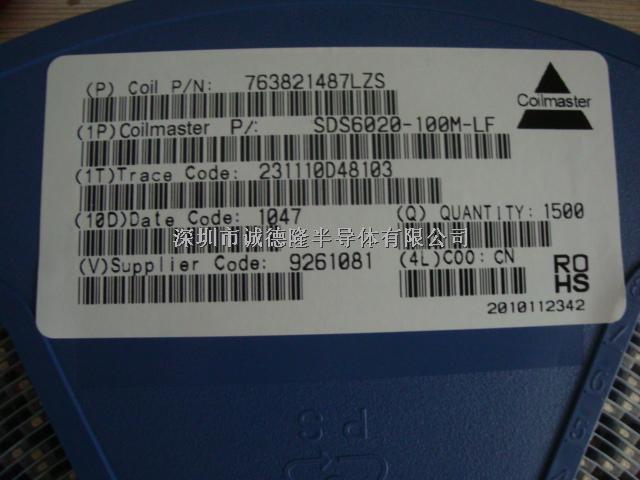 (P) Coil P/N: 763821487LZS
Coilmaster
(1P)Coilmaster P/: SDS6020-100M-LF
(1T)Trace Code: 231110D48103
(10D)Date Code: 1047 (Q) QUANTITY: 1500
深圳市诚德隆半导体有限公司
(V)Supplier Code: 9261081 (4L)COO: CN
RO
HS
2010112342
PS